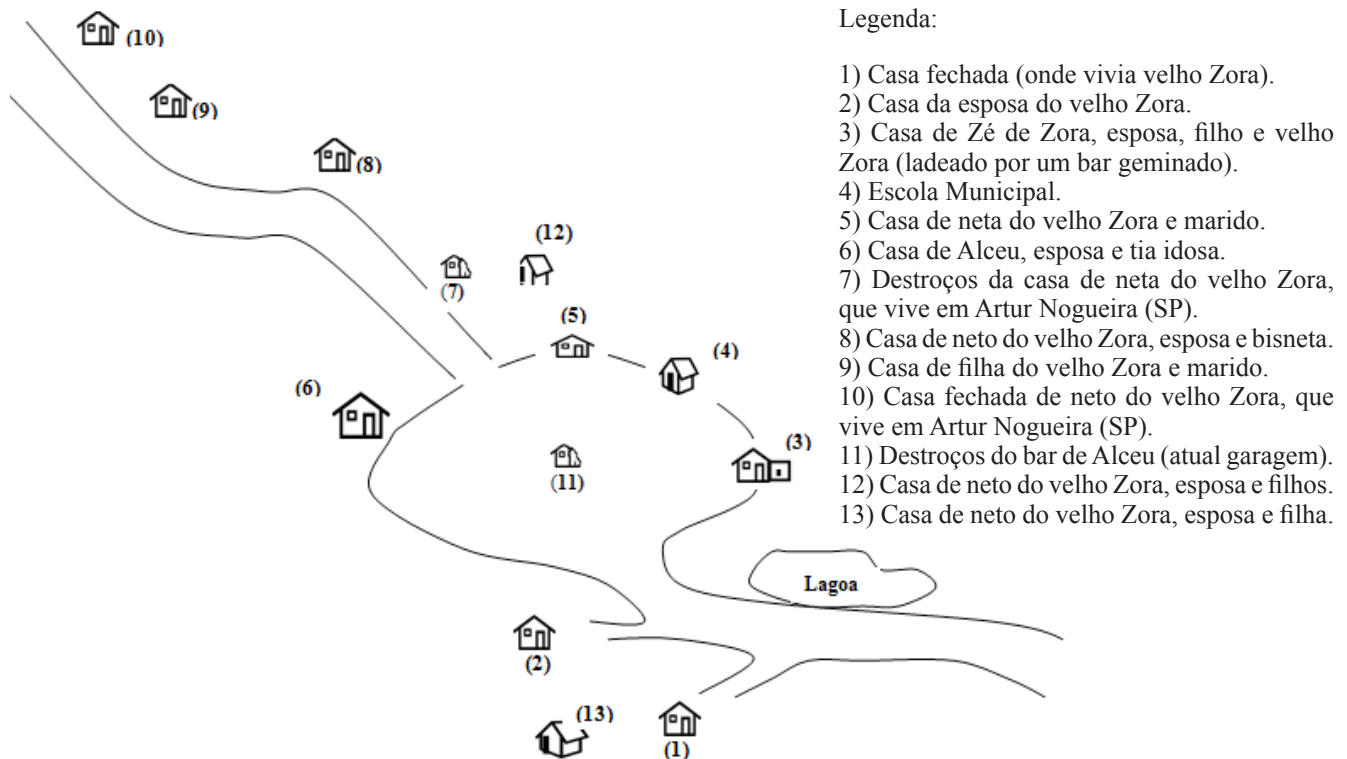 Legenda:
1) Casa fechada (onde vivia velho Zora).
2) Casa da esposa do velho Zora.
3) Casa de Zé de Zora, esposa, filho e velho
Zora (ladeado por um bar geminado).
4) Escola Municipal.
5) Casa de neta do velho Zora e marido.
6) Casa de Alceu, esposa e tia idosa.
7) Destroços da casa de neta do velho Zora,
que vive em Artur Nogueira (SP).
8) Casa de neto do velho Zora, esposa e bisneta.
9) Casa de filha do velho Zora e marido.
10) Casa fechada de neto do velho Zora, que
vive em Artur Nogueira (SP).
11) Destroços do bar de Alceu (atual garagem).
12) Casa de neto do velho Zora, esposa e filhos.
13) Casa de neto do velho Zora, esposa e filha.
(10)
(9)
(8)
(12)
(7)
(5)
(4)
(6)
(3)
(11)
Lagoa
(2)
(13)
(1)